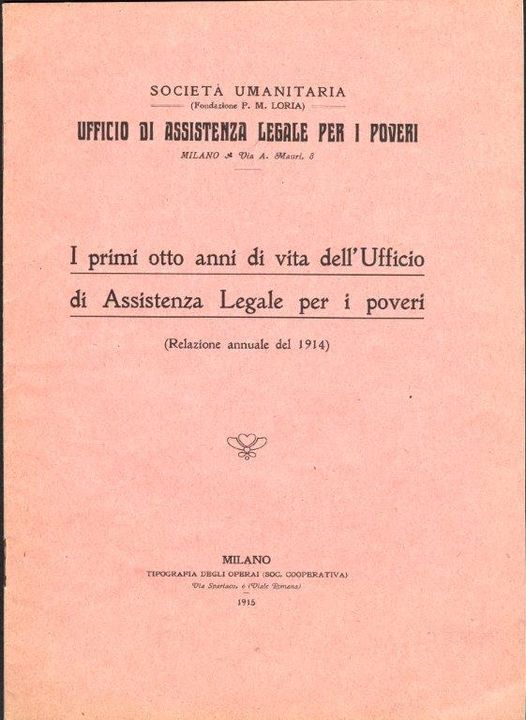 SOCIETÀ UMANITARIA
(Fondazione P. M. LORIA)
UFFICIO DI ASSISTENZA LEGALE PER I POVERI
MILANO Via A. Mauri, 8
I primi otto anni di vita dell'Ufficio
di Assistenza Legale per i poveri
(Relazione annuale del 1914)
MILANO
TIPOGRAFIA DEGLI OPERAI (SOC. COOPERATIVA)
Via Spartaco, 6 (Viale Romana)
1915